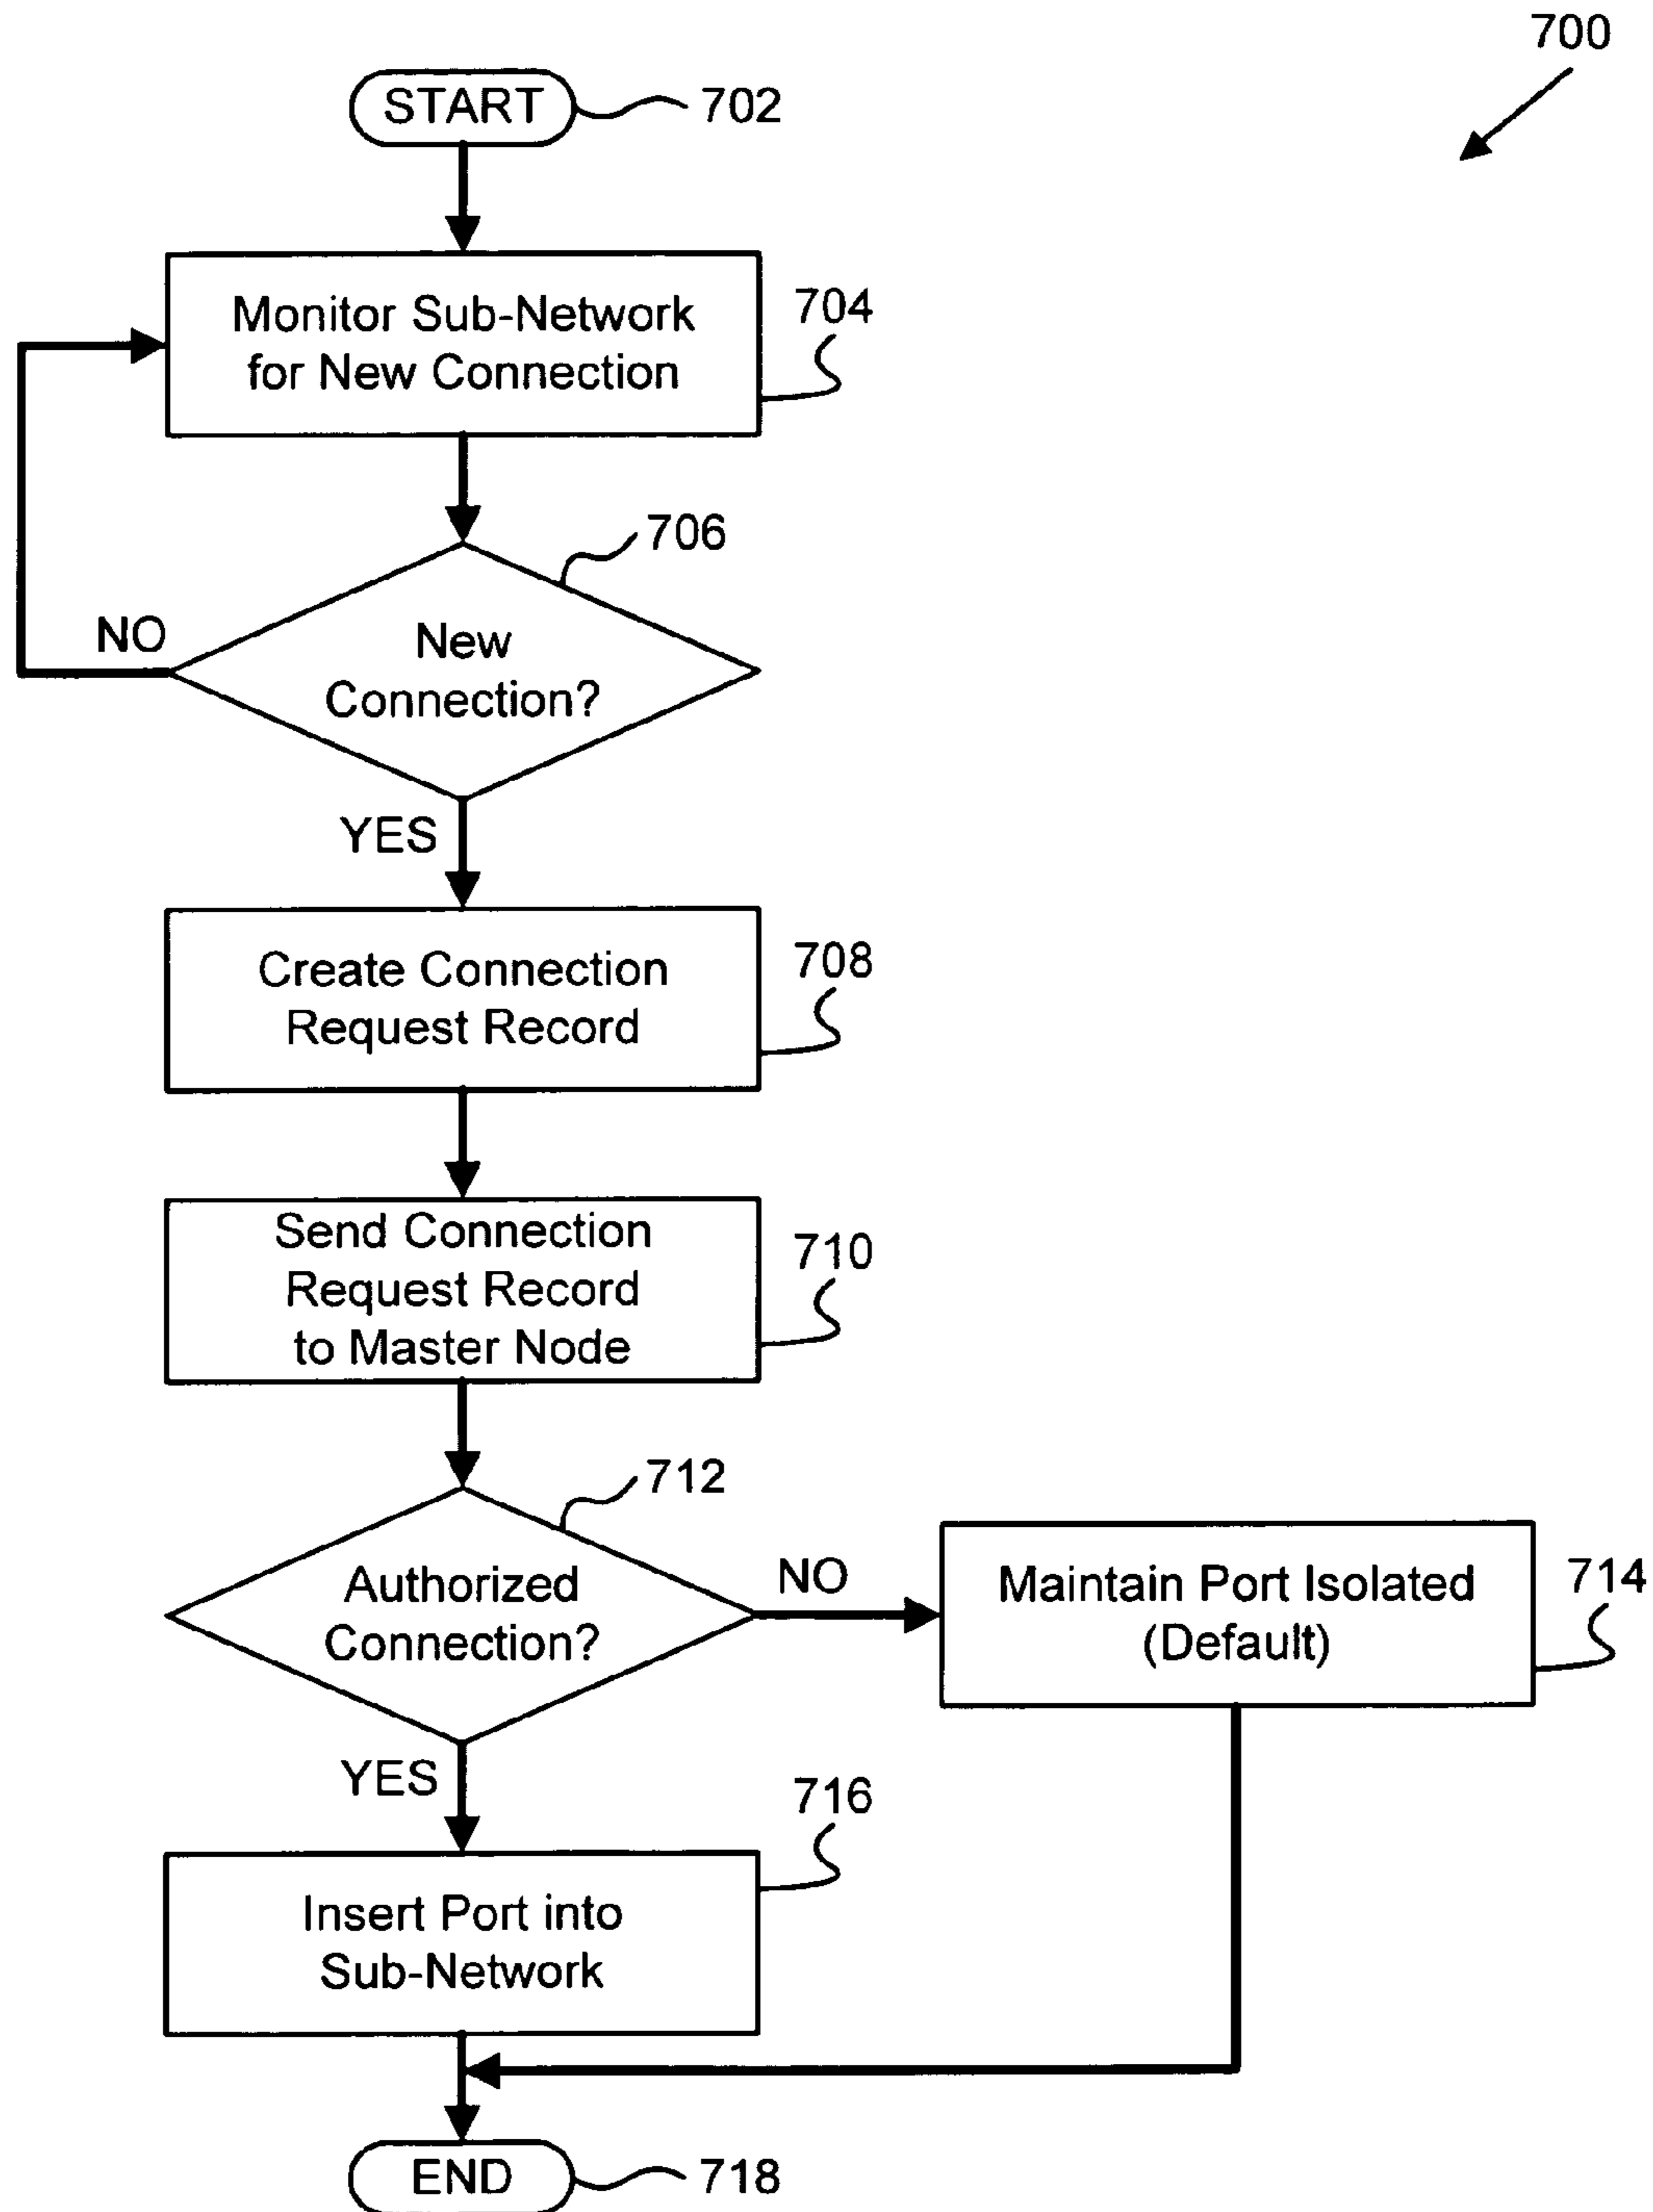 700
START
702
Monitor Sub-Network
for New Connection
704
706
NO
New
Connection?
YES
Create Connection
Request Record
708
Send Connection
Request Record
to Master Node
710
712
Authorized
Connection?
NO
Maintain Port Isolated
(Default)
714
YES
716
Insert Port into
Sub-Network
END
718